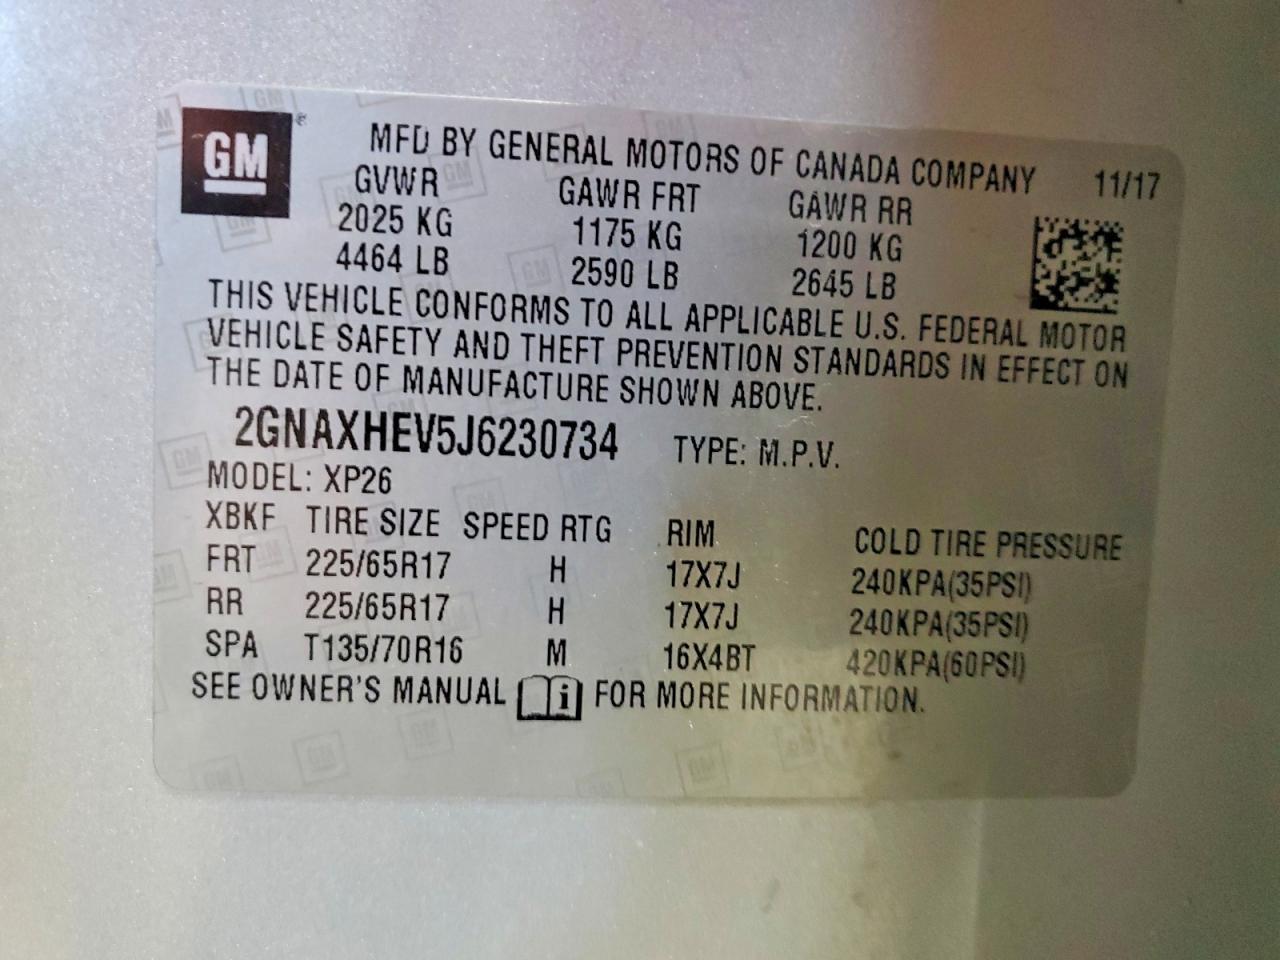 GM ®
MFD BY GENERAL MOTORS OF CANADA COMPANY 11/17
GVWR GAWR FRT GAWR RR
2025 KG 1175 KG 1200 KG
4464 LB 2590 LB 2645 LB
THIS VEHICLE CONFORMS TO ALL APPLICABLE U.S. FEDERAL MOTOR
VEHICLE SAFETY AND THEFT PREVENTION STANDARDS IN EFFECT ON
THE DATE OF MANUFACTURE SHOWN ABOVE.
2GNAXHEV5J6230734 TYPE: M.P.V.
MODEL: XP26
XBKF TIRE SIZE SPEED RTG RIM COLD TIRE PRESSURE
FRT 225/65R17 H 17X7J 240KPA(35PSI)
RR 225/65R17 H 17X7J 240KPA(35PSI)
SPA T135/70R16 M 16X4BT 420KPA(60PSI)
SEE OWNER'S MANUAL i FOR MORE INFORMATION.